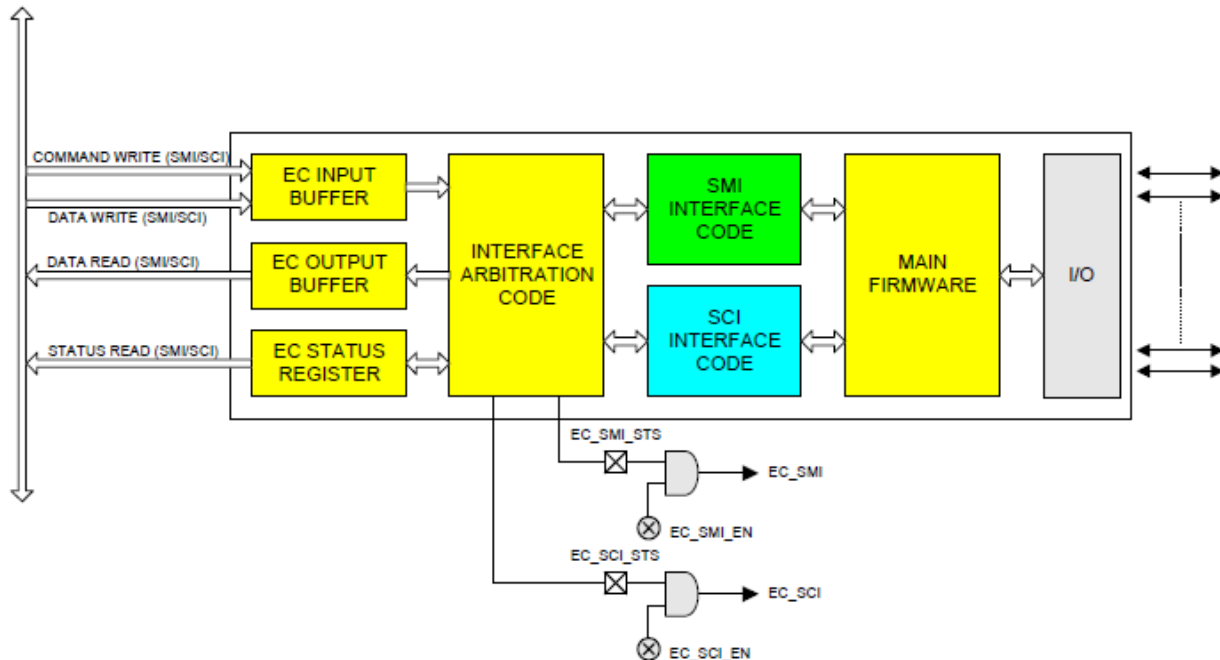 COMMAND WRITE (SMI/SCI)
DATA WRITE (SMI/SCI)
DATA READ (SMI/SCI)
STATUS READ (SMI/SCI)
EC INPUT
BUFFER
EC OUTPUT
BUFFER
EC STATUS
REGISTER
INTERFACE
ARBITRATION
CODE
SMI
INTERFACE
CODE
SCI
INTERFACE
CODE
MAIN
FIRMWARE
I/O
EC_SMI_STS
EC_SMI
EC_SMI_EN
EC_SCI_STS
EC_SCI
EC_SCI_EN